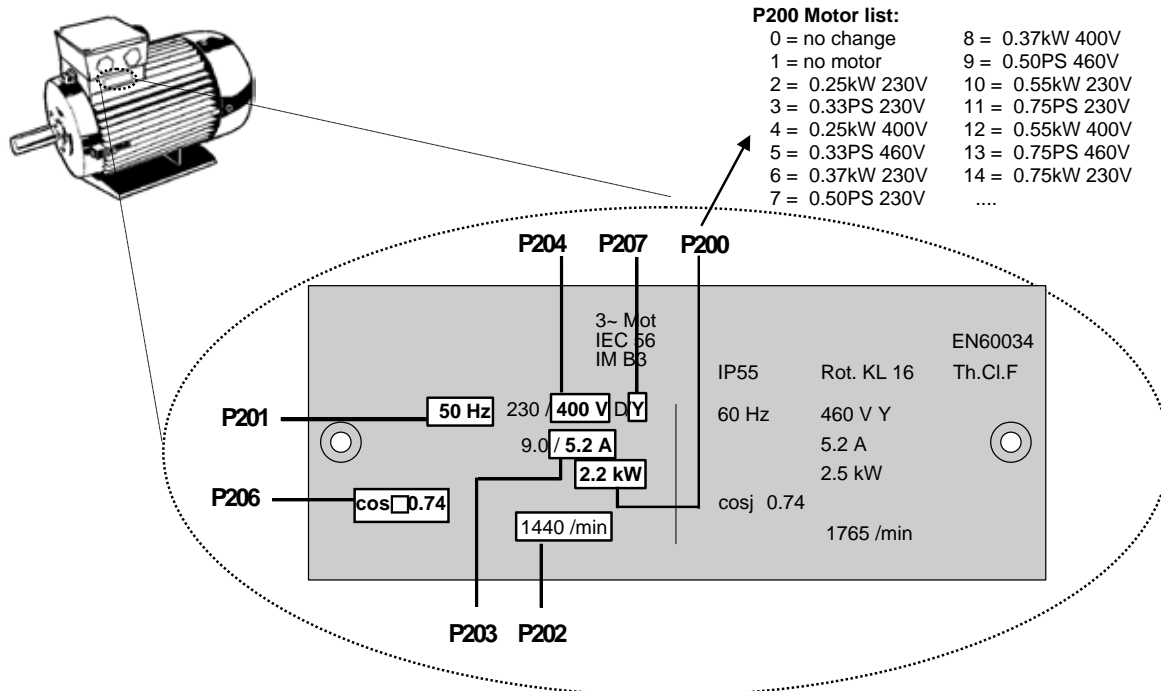 P200 Motor list:
0 = no change
1 = no motor
2 = 0.25kW 230V
3 = 0.33PS 230V
4 = 0.25kW 400V
5 = 0.33PS 460V
6 = 0.37kW 230V
7 = 0.50PS 230V
8 = 0.37kW 400V
9 = 0.50PS 460V
10 = 0.55kW 230V
11 = 0.75PS 230V
12 = 0.55kW 400V
13 = 0.75PS 460V
14 = 0.75kW 230V
....
P204 P207 P200
3~ Mot
IEC 56
IM B3
EN60034
IP55 Rot. KL 16 Th.Cl.F
P201
50 Hz 230 / 400 V D/Y
60 Hz 460 V Y
9.0 / 5.2 A
5.2 A
2.2 kW
2.5 kW
P206
cos□0.74
cosj 0.74
1440 /min
1765 /min
P203 P202